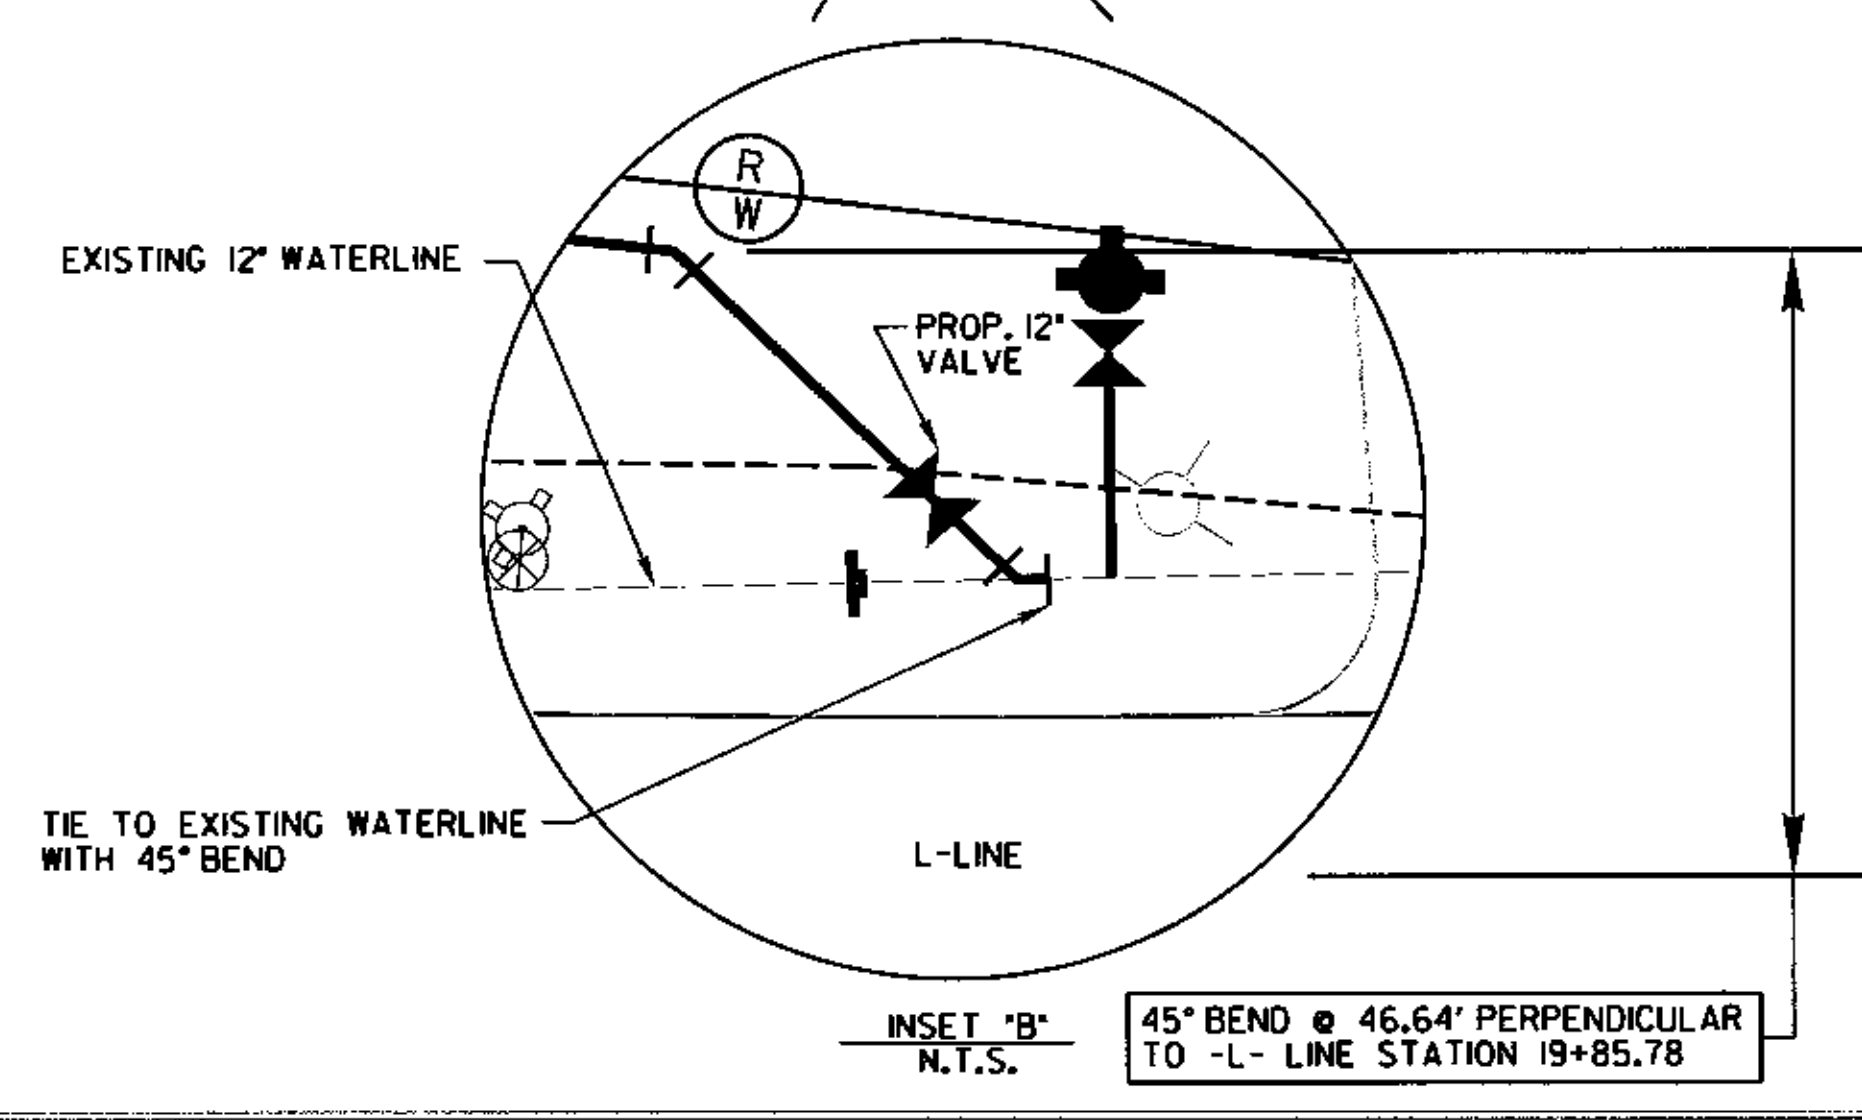 R
W
EXISTING 12" WATERLINE
PROP. 12"
VALVE
TIE TO EXISTING WATERLINE
WITH 45° BEND
L-LINE
INSET "B"
N.T.S.
45° BEND @ 46.64' PERPENDICULAR
TO -L- LINE STATION 19+85.78